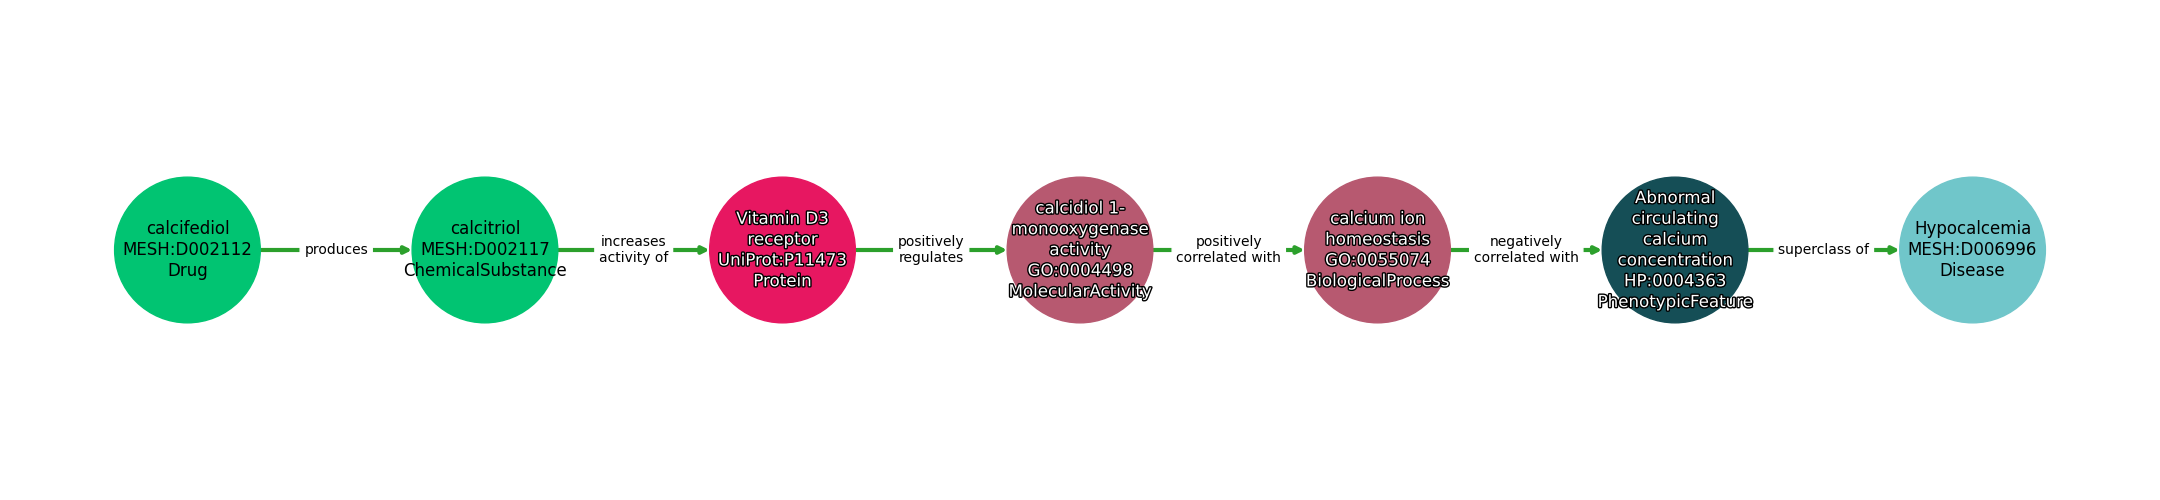 calcifediol
MESH:D002112
Drug
produces
calcitriol
MESH:D002117
ChemicalSubstance
increases
activity of
Vitamin D3
receptor
UniProt:P11473
Protein
positively
regulates
calcidiol 1-
monooxygenase
activity
GO:0004498
MolecularActivity
positively
correlated with
calcium ion
homeostasis
GO:0055074
BiologicalProcess
negatively
correlated with
Abnormal
circulating
calcium
concentration
HP:0004363
PhenotypicFeature
superclass of
Hypocalcemia
MESH:D006996
Disease